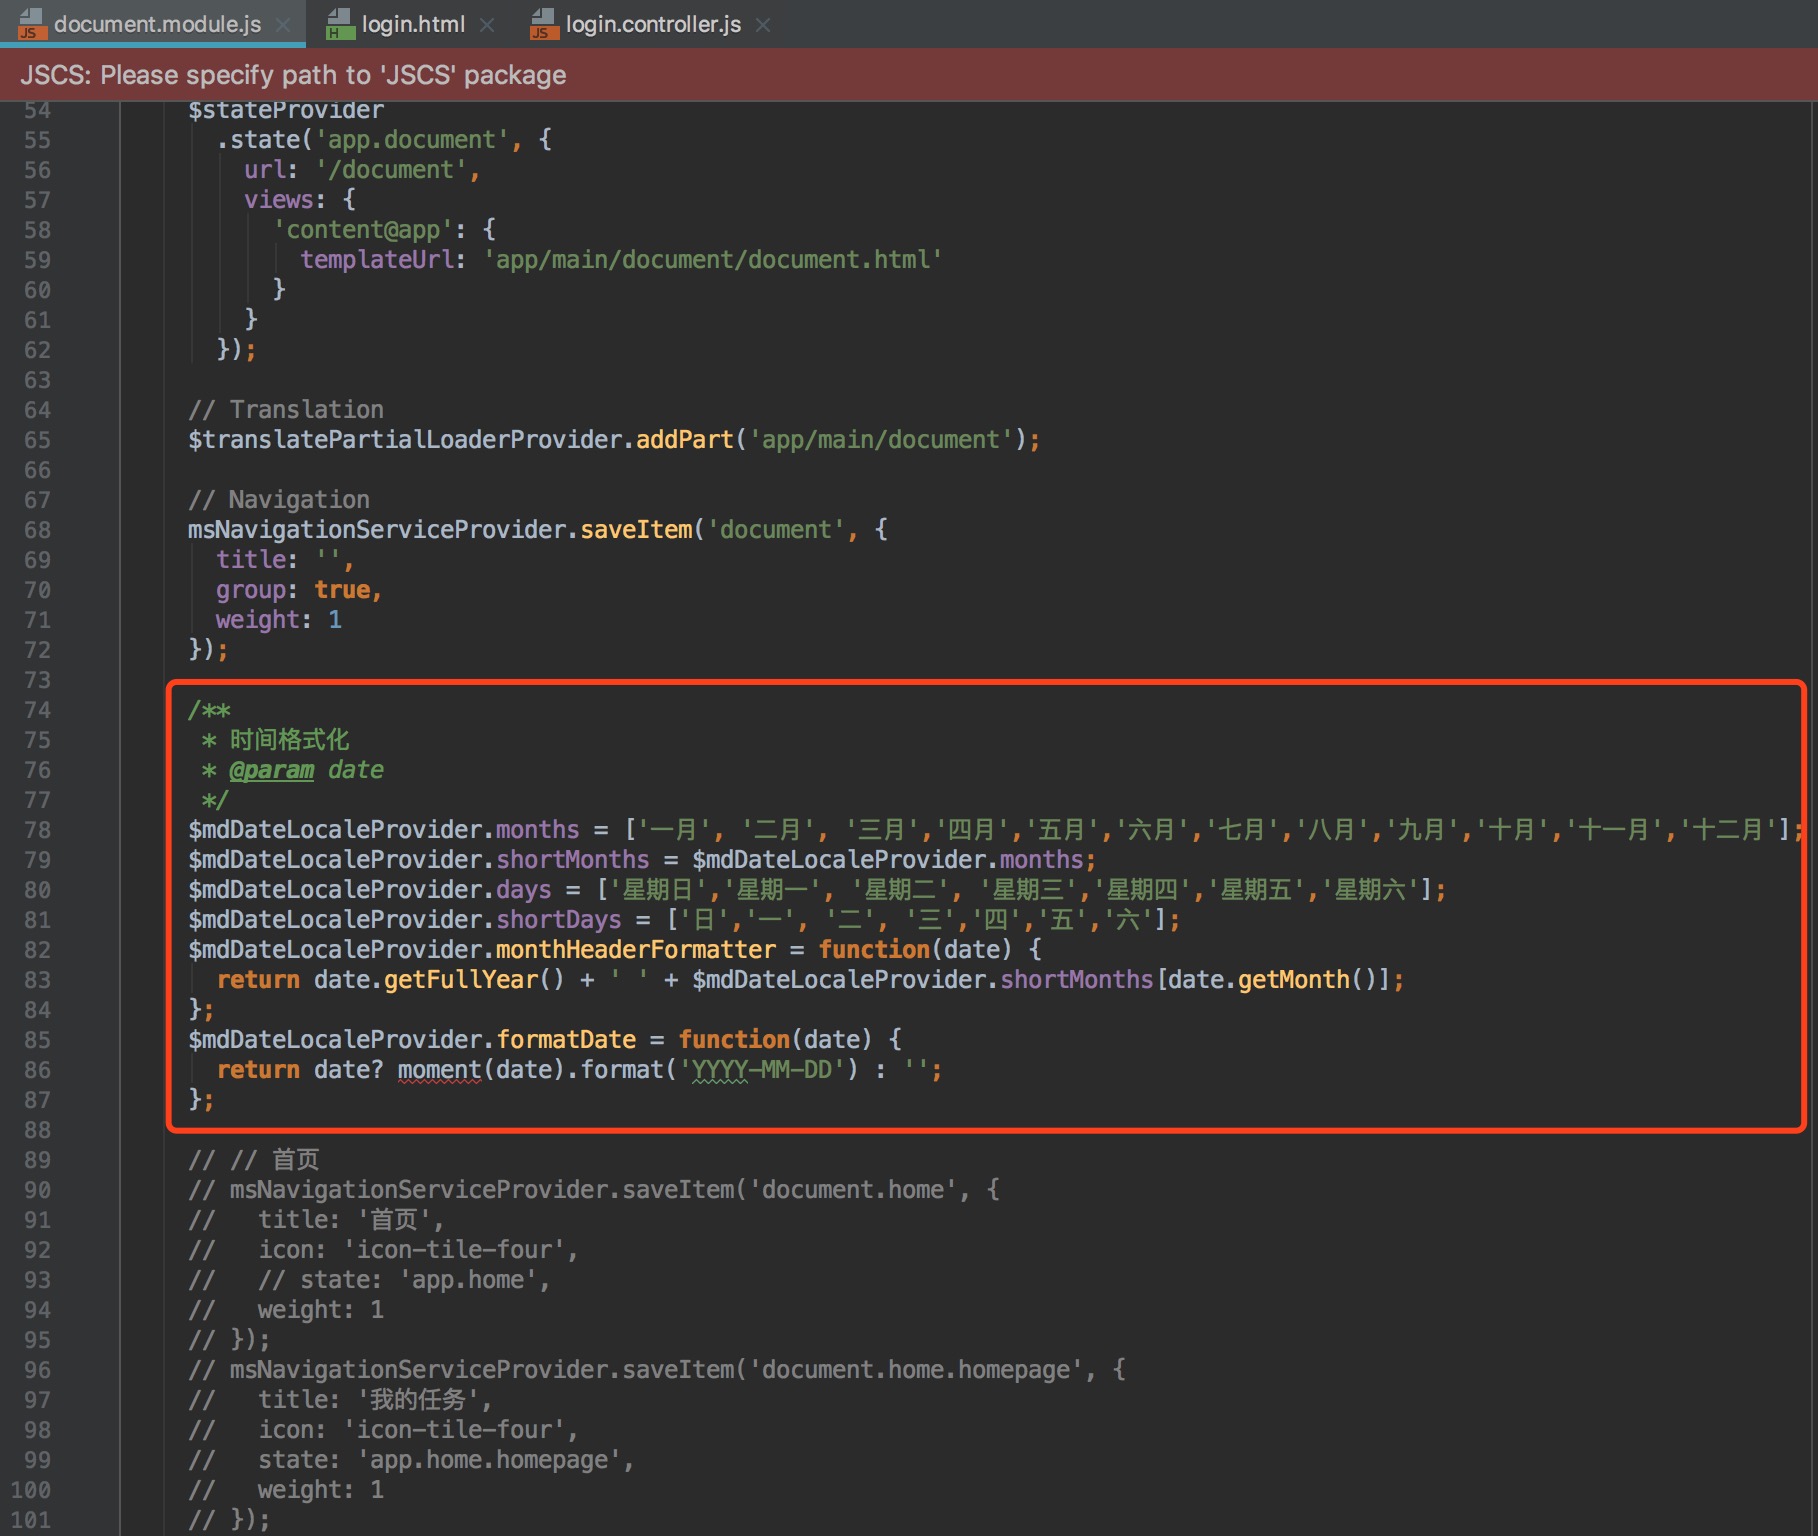 document.module.js login.html login.controller.js
JSCS: Please specify path to 'JSCS' package
54 $stateProvider
55 .state('app.document', {
56 url: '/document',
57 views: {
58 'content@app': {
59 templateUrl: 'app/main/document/document.html'
60 }
61 }
62 });
63
64 // Translation
65 $translatePartialLoaderProvider.addPart('app/main/document');
66
67 // Navigation
68 msNavigationServiceProvider.saveItem('document', {
69 title: '',
70 group: true,
71 weight: 1
72 });
73
74 /**
75 * 时间格式化
76 * @param date
77 */
78 $mdDateLocaleProvider.months = ['一月', '二月', '三月','四月','五月','六月','七月','八月','九月','十月','十一月','十二月'];
79 $mdDateLocaleProvider.shortMonths = $mdDateLocaleProvider.months;
80 $mdDateLocaleProvider.days = ['星期日','星期一', '星期二', '星期三','星期四','星期五','星期六'];
81 $mdDateLocaleProvider.shortDays = ['日','一', '二', '三','四','五','六'];
82 $mdDateLocaleProvider.monthHeaderFormatter = function(date) {
83 return date.getFullYear() + ' ' + $mdDateLocaleProvider.shortMonths[date.getMonth()];
84 };
85 $mdDateLocaleProvider.formatDate = function(date) {
86 return date? moment(date).format('YYYY-MM-DD') : '';
87 };
88
89 // // 首页
90 // msNavigationServiceProvider.saveItem('document.home', {
91 // title: '首页',
92 // icon: 'icon-tile-four',
93 // // state: 'app.home',
94 // weight: 1
95 // });
96 // msNavigationServiceProvider.saveItem('document.home.homepage', {
97 // title: '我的任务',
98 // icon: 'icon-tile-four',
99 // state: 'app.home.homepage',
100 // weight: 1
101 // });